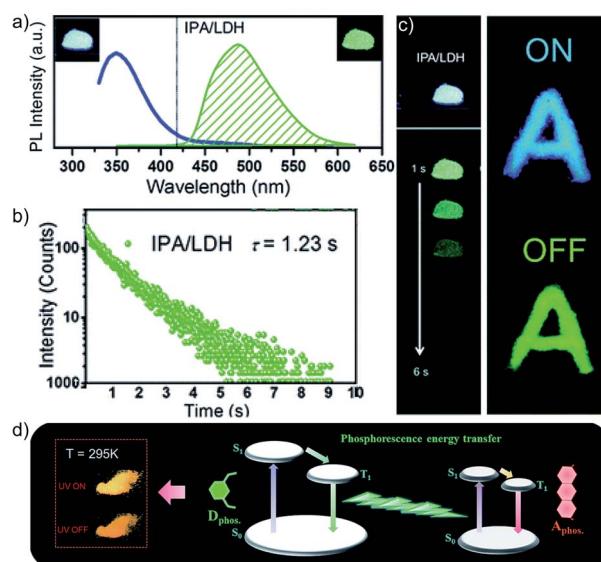 a)
IPA/LDH
PL Intensity (a.u.)
300 350 400 450 500 550 600 650
Wavelength (nm)
b)
IPA/LDH τ = 1.23 s
Intensity (Counts)
100
10
1000
1 2 3 4 5 6 7 8 9 10
Time (s)
c)
IPA/LDH
1 s
6 s
ON
A
OFF
A
d)
T = 295K
UV ON
UV OFF
Phosphorescence energy transfer
S₁
T₁
Dphos.
S₀
S₁
T₁
Aphos.
S₀